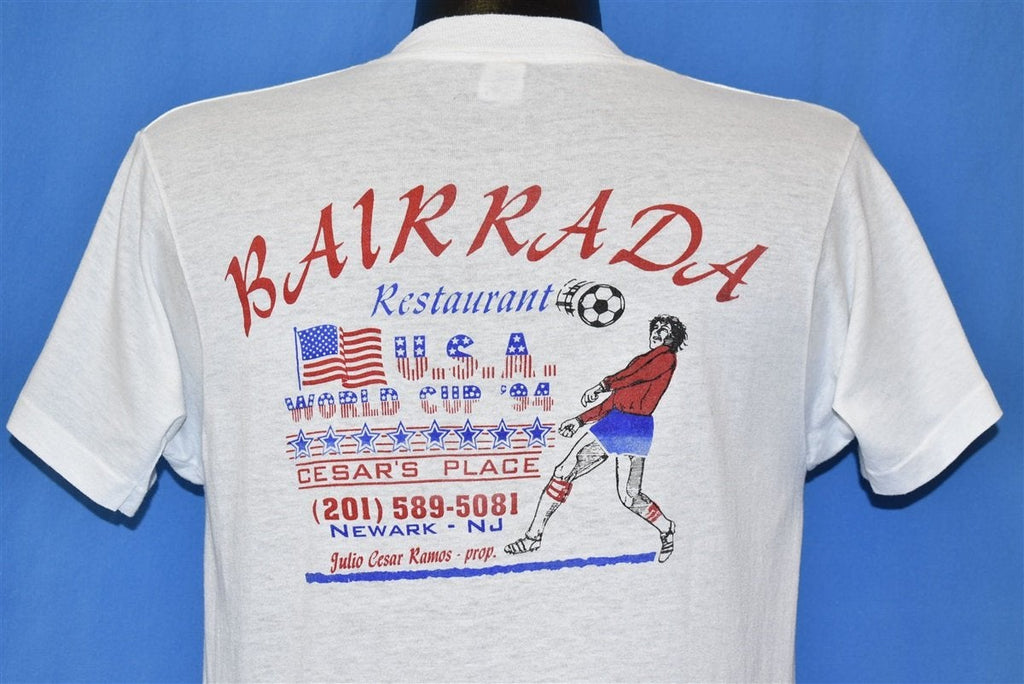 BAIRRADA
Restaurant
U.S.A.
WORLD CUP '94
CESAR'S PLACE
(201) 589-5081
NEWARK - NJ
Julio Cesar Ramos - prop.